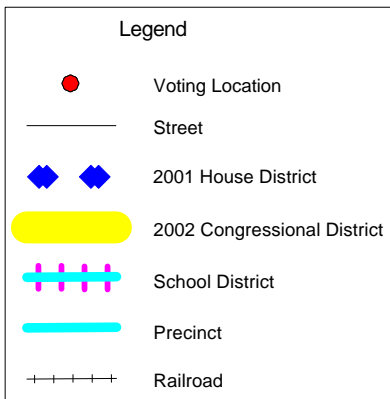 Legend
Voting Location
Street
2001 House District
2002 Congressional District
School District
Precinct
Railroad